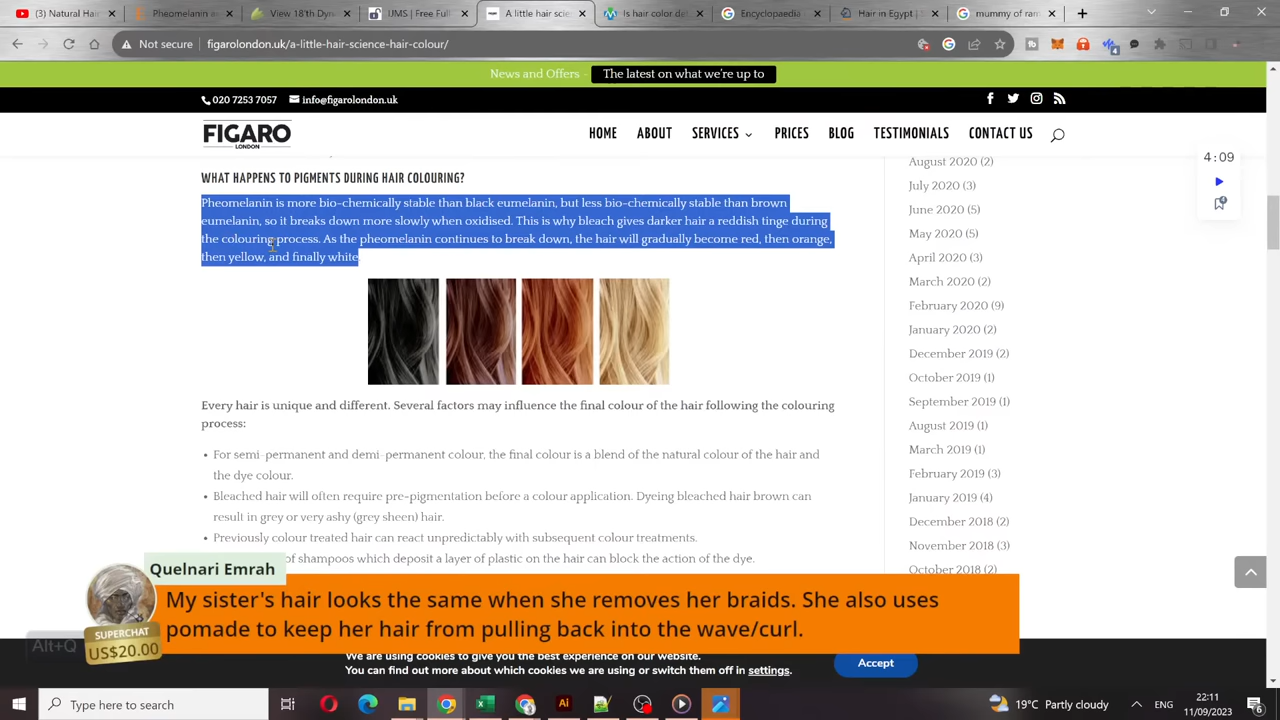 (3) Natural Ha
Pheomelani
View 18th Dyna
UMS | Free Fu
A little hair scie
Is hair color de
Encyclopaedia
Hair in Egypt
mummy of ran
Not secure
figarolondon.uk/a-little-hair-science-hair-colour/
News and Offers - The latest on what we're up to
020 7253 7057
info@figarolondon.uk
FIGARO
LONDON
HOME
ABOUT
SERVICES
PRICES
BLOG
TESTIMONIALS
CONTACT US
4:09
WHAT HAPPENS TO PIGMENTS DURING HAIR COLOURING?
Pheomelanin is more bio-chemically stable than black eumelanin, but less bio-chemically stable than brown
eumelanin, so it breaks down more slowly when oxidised. This is why bleach gives darker hair a reddish tinge during
the colouring process. As the pheomelanin continues to break down, the hair will gradually become red, then orange,
then yellow, and finally white
Every hair is unique and different. Several factors may influence the final colour of the hair following the colouring
process:
For semi-permanent and demi-permanent colour, the final colour is a blend of the natural colour of the hair and
the dye colour.
Bleached hair will often require pre-pigmentation before a colour application. Dyeing bleached hair brown can
result in grey or very ashy (grey sheen) hair.
Previously colour treated hair can react unpredictably with subsequent colour treatments.
of shampoos which deposit a layer of plastic on the hair can block the action of the dye.
August 2020 (2)
July 2020 (3)
June 2020 (5)
May 2020 (5)
April 2020 (3)
March 2020 (2)
February 2020 (9)
January 2020 (2)
December 2019 (2)
October 2019 (1)
September 2019 (1)
August 2019 (1)
March 2019 (1)
February 2019 (3)
January 2019 (4)
December 2018 (2)
November 2018 (3)
October 2018 (2)
Quelnari Emrah
My sister's hair looks the same when she removes her braids. She also uses
pomade to keep her hair from pulling back into the wave/curl.
SUPERCHAT
US$20.00
Alt+Q
We are using cookies to give you the best experience on our website.
You can find out more about which cookies we are using or switch them off in settings.
Accept
Type here to search
19°C Partly cloudy
ENG
22:11
11/09/2023
6